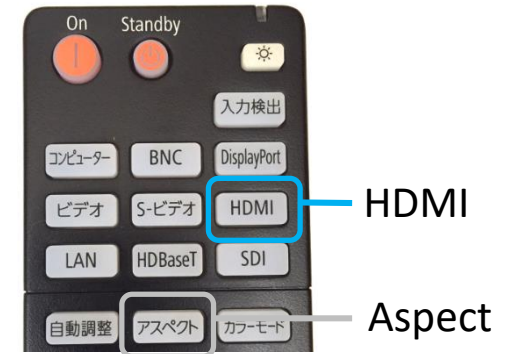 On Standby
入力検出
コンピューター BNC DisplayPort
ビデオ S-ビデオ HDMI HDMI
LAN HDBaseT SDI
自動調整 アスペクト カラーモード Aspect